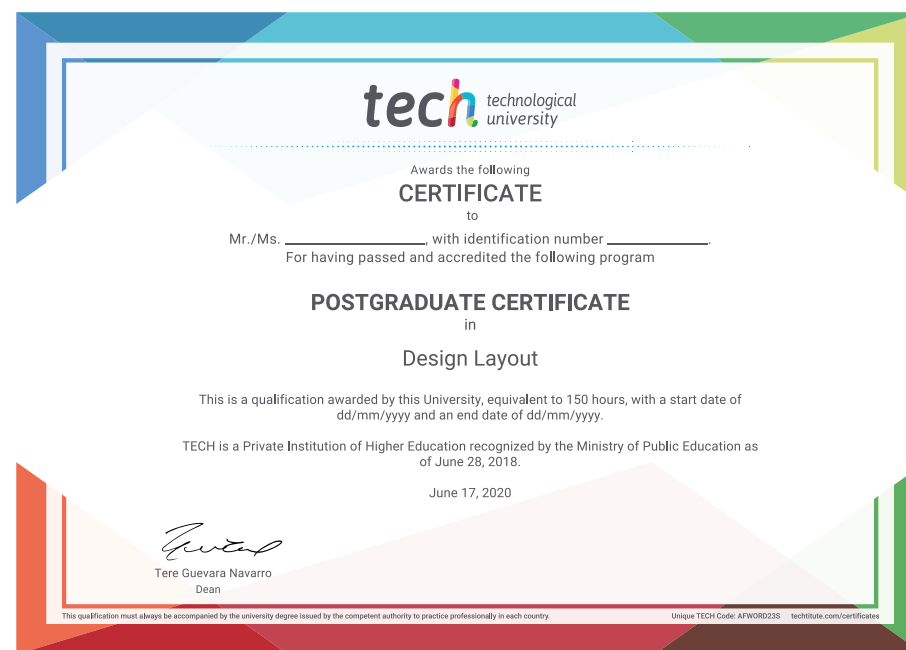 tech technological
university
Awards the following
CERTIFICATE
to
Mr./Ms. ____________, with identification number ____________.
For having passed and accredited the following program
POSTGRADUATE CERTIFICATE
in
Design Layout
This is a qualification awarded by this University, equivalent to 150 hours, with a start date of
dd/mm/yyyy and an end date of dd/mm/yyyy.
TECH is a Private Institution of Higher Education recognized by the Ministry of Public Education as
of June 28, 2018.
June 17, 2020
Tere Guevara Navarro
Dean
This qualification must always be accompanied by the university degree issued by the competent authority to practice professionally in each country. Unique TECH Code: AFWORD23S techtitute.com/certificates